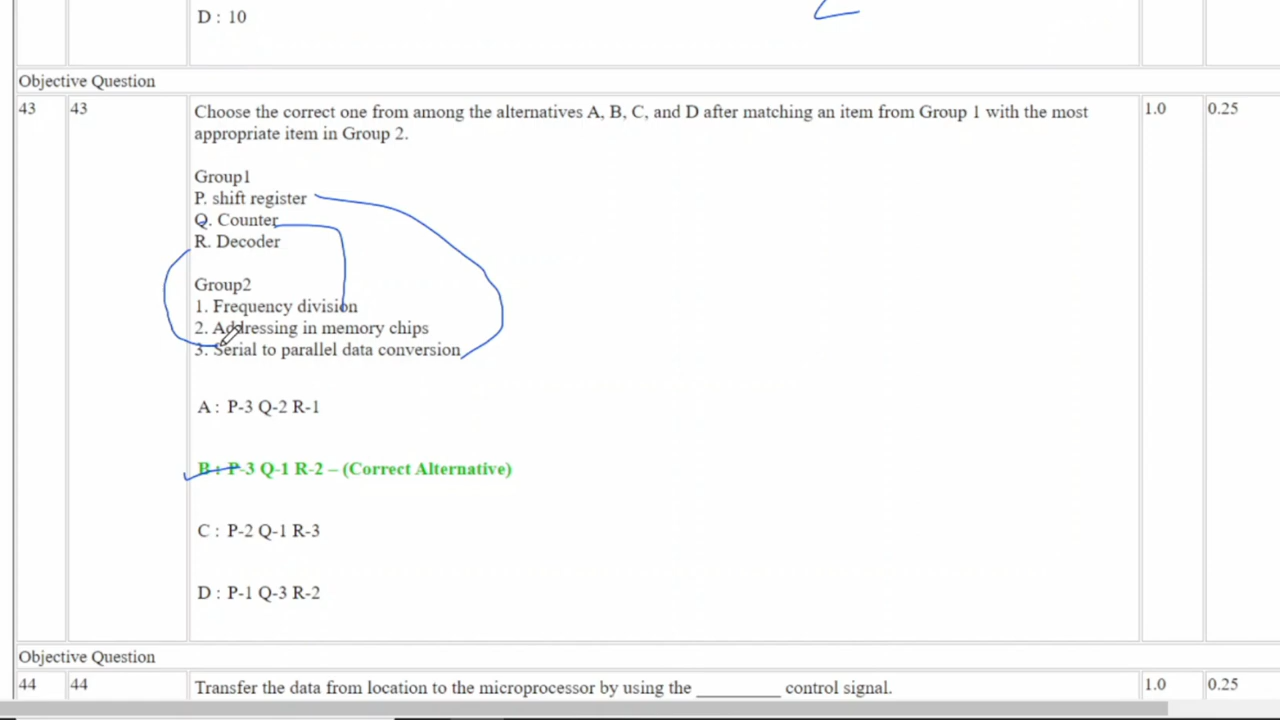 D : 10
Objective Question
43 43 Choose the correct one from among the alternatives A, B, C, and D after matching an item from Group 1 with the most 1.0 0.25
appropriate item in Group 2.
Group1
P. shift register
Q. Counter
R. Decoder
Group2
1. Frequency division
2. Addressing in memory chips
3. Serial to parallel data conversion
A : P-3 Q-2 R-1
B : P-3 Q-1 R-2 – (Correct Alternative)
C : P-2 Q-1 R-3
D : P-1 Q-3 R-2
Objective Question
44 44 Transfer the data from location to the microprocessor by using the _________ control signal. 1.0 0.25